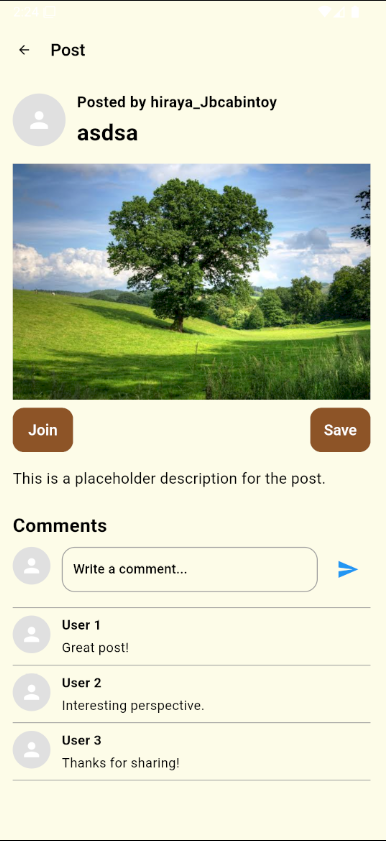 Post
Posted by hiraya_Jbcabintoy
asdsa
Join
Save
This is a placeholder description for the post.
Comments
Write a comment...
User 1
Great post!
User 2
Interesting perspective.
User 3
Thanks for sharing!